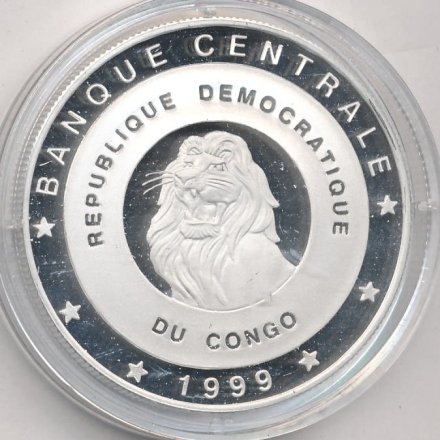 BANQUE CENTRALE
REPUBLIQUE DEMOCRATIQUE
DU CONGO
1999